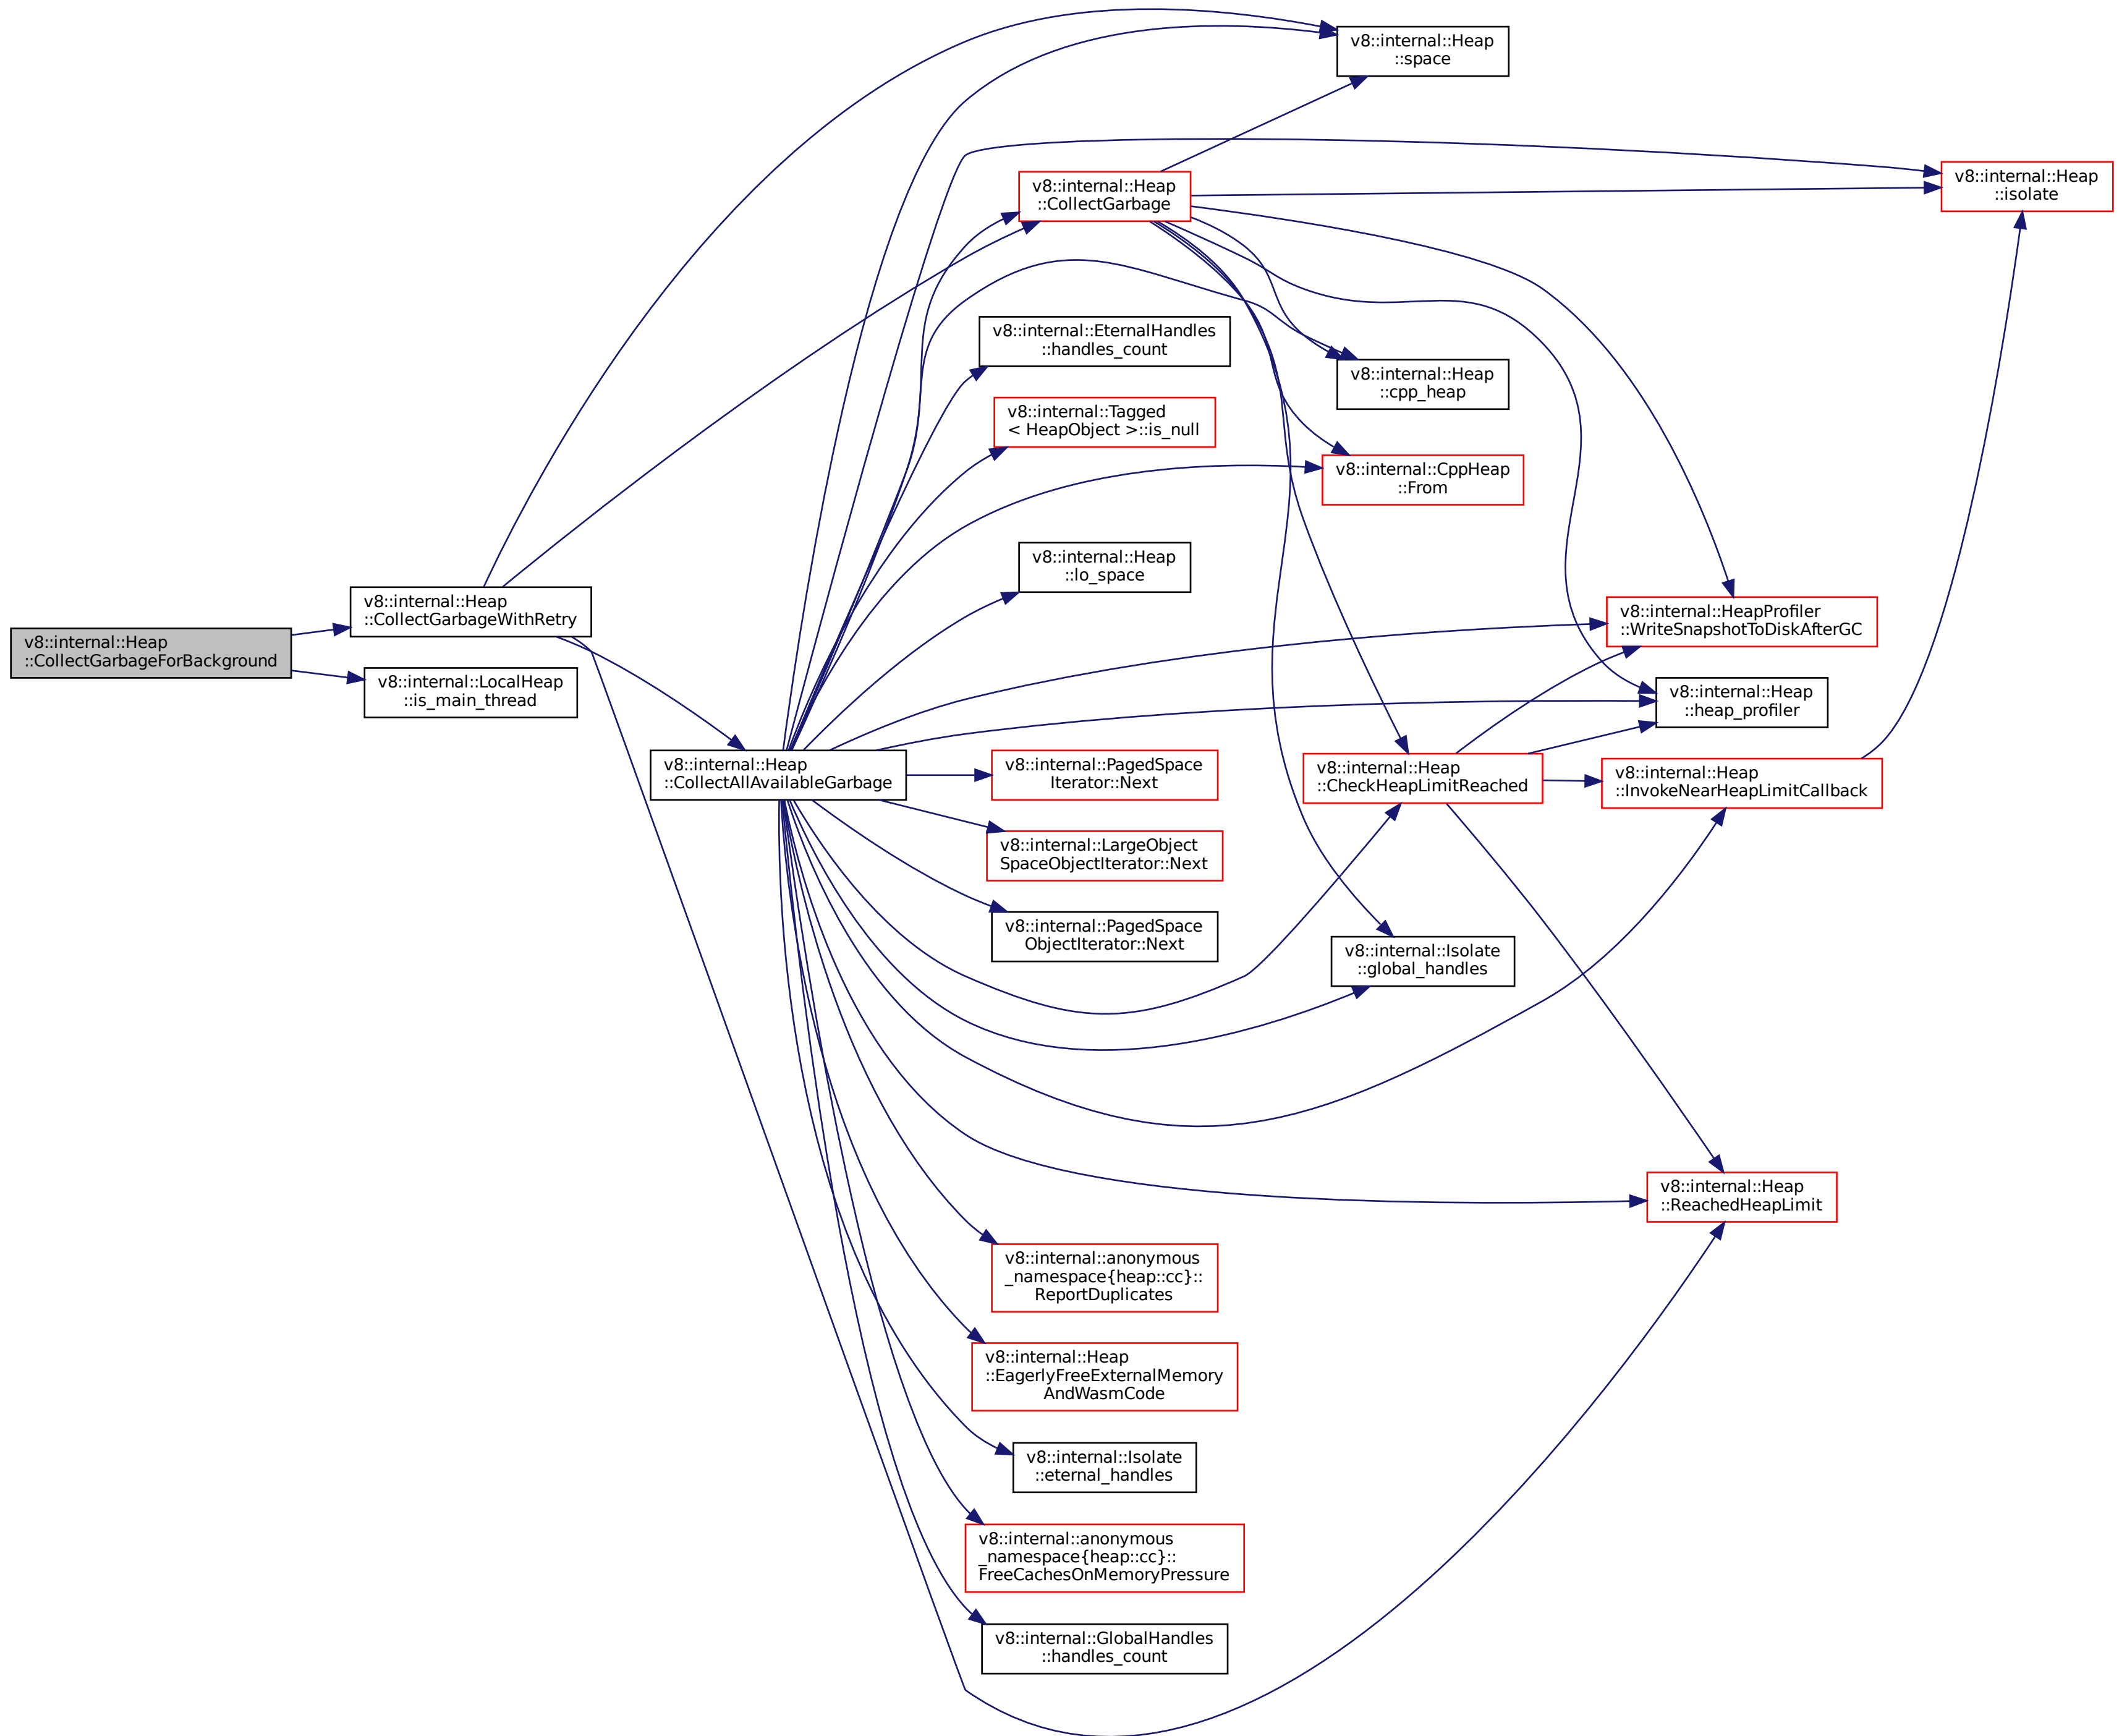 v8::internal::Heap
::CollectGarbageForBackground
v8::internal::Heap
::CollectGarbageWithRetry
v8::internal::LocalHeap
::is_main_thread
v8::internal::Heap
::CollectAllAvailableGarbage
v8::internal::Heap
::CollectGarbage
v8::internal::EternalHandles
::handles_count
v8::internal::Tagged
< HeapObject >::is_null
v8::internal::Heap
::lo_space
v8::internal::PagedSpace
Iterator::Next
v8::internal::LargeObject
SpaceObjectIterator::Next
v8::internal::PagedSpace
ObjectIterator::Next
v8::internal::anonymous
_namespace{heap::cc}::
ReportDuplicates
v8::internal::Heap
::EagerlyFreeExternalMemory
AndWasmCode
v8::internal::Isolate
::eternal_handles
v8::internal::anonymous
_namespace{heap::cc}::
FreeCachesOnMemoryPressure
v8::internal::GlobalHandles
::handles_count
v8::internal::Heap
::space
v8::internal::Heap
::cpp_heap
v8::internal::CppHeap
::From
v8::internal::Heap
::CheckHeapLimitReached
v8::internal::Isolate
::global_handles
v8::internal::HeapProfiler
::WriteSnapshotToDiskAfterGC
v8::internal::Heap
::heap_profiler
v8::internal::Heap
::InvokeNearHeapLimitCallback
v8::internal::Heap
::ReachedHeapLimit
v8::internal::Heap
::isolate